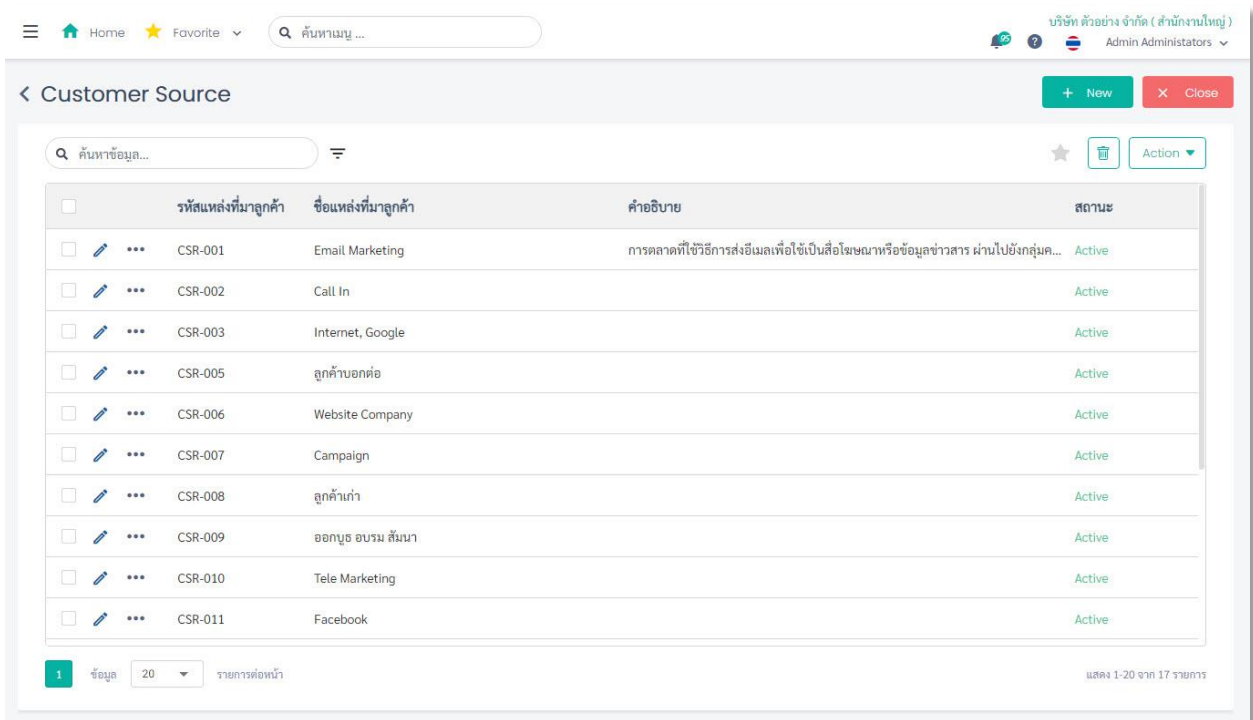 บริษัท ตัวอย่าง จำกัด ( สำนักงานใหญ่ )
Home Favorite ค้นหาเมนู ... 95 ? Admin Administators
Customer Source + New × Close
ค้นหาข้อมูล... Action
รหัสแหล่งที่มาลูกค้า ชื่อแหล่งที่มาลูกค้า คำอธิบาย สถานะ
CSR-001 Email Marketing การตลาดที่ใช้วิธีการส่งอีเมลเพื่อใช้เป็นสื่อโฆษณาหรือข้อมูลข่าวสาร ผ่านไปยังกลุ่มค... Active
CSR-002 Call In Active
CSR-003 Internet, Google Active
CSR-005 ลูกค้าบอกต่อ Active
CSR-006 Website Company Active
CSR-007 Campaign Active
CSR-008 ลูกค้าเก่า Active
CSR-009 ออกบูธ อบรม สัมนา Active
CSR-010 Tele Marketing Active
CSR-011 Facebook Active
1 ข้อมูล 20 รายการต่อหน้า แสดง 1-20 จาก 17 รายการ